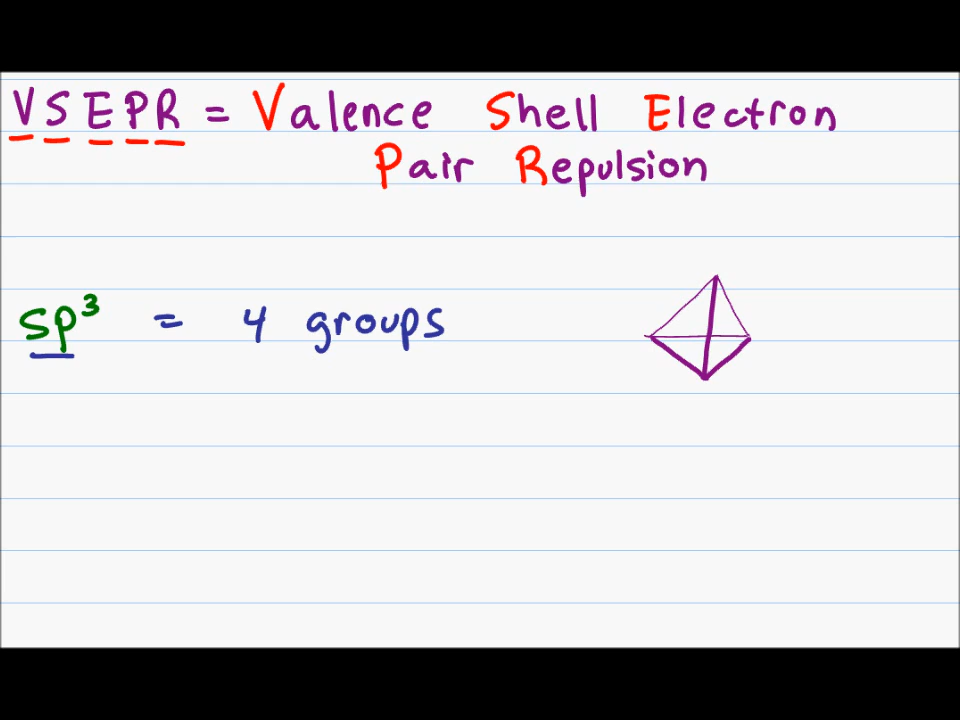 VSEPR = Valence Shell Electron
Pair Repulsion
sp³ = 4 groups